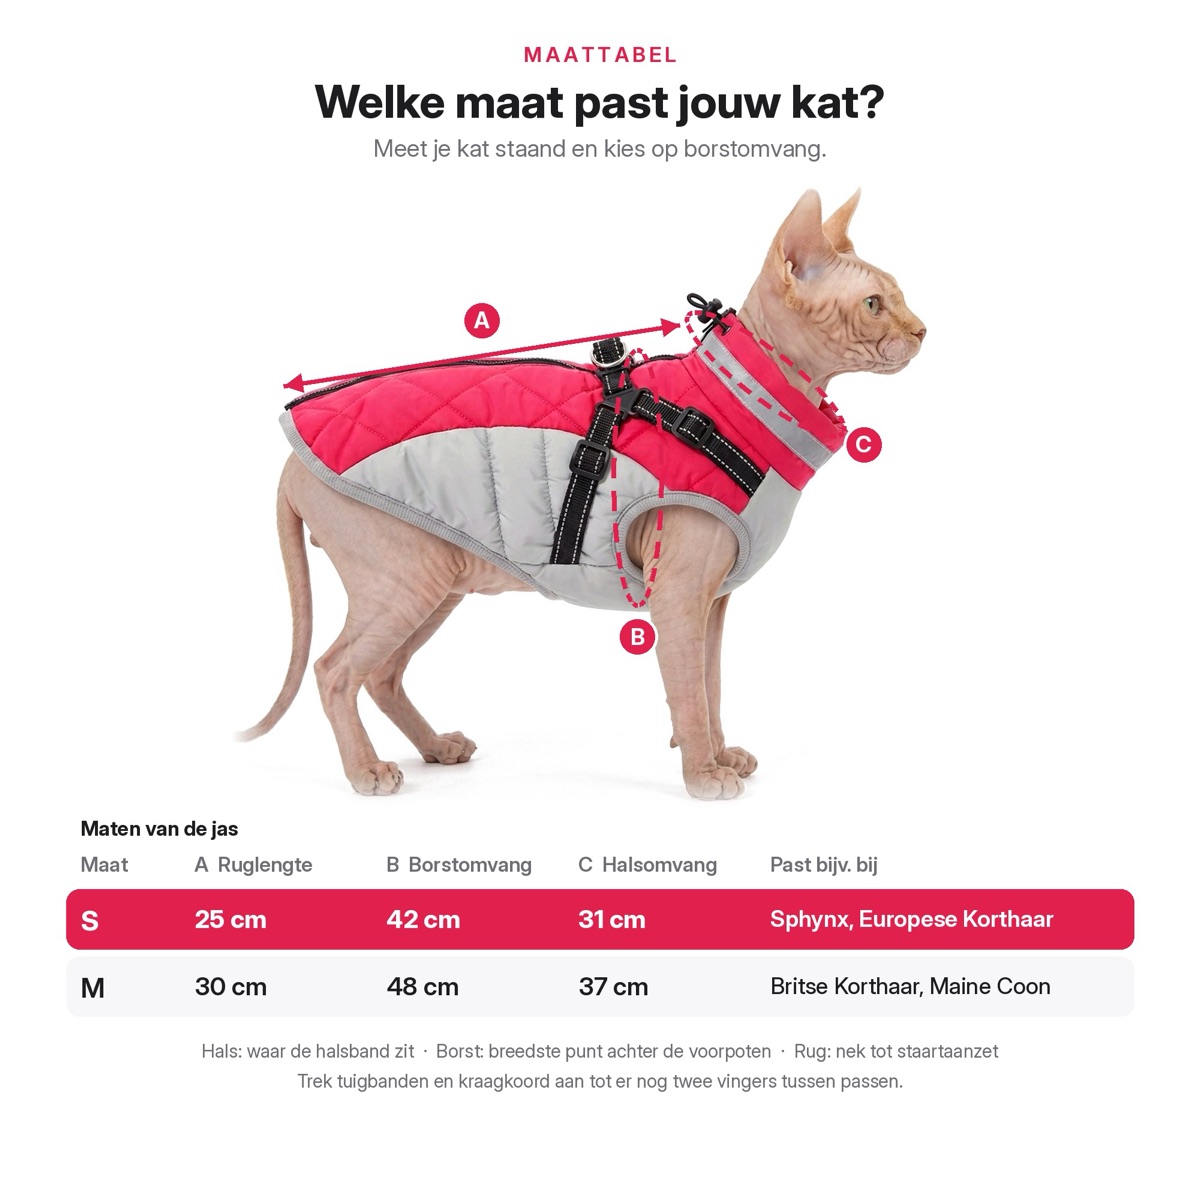 MAATTABEL
Welke maat past jouw kat?
Meet je kat staand en kies op borstomvang.
A
C
B
Maten van de jas
Maat A Ruglengte B Borstomvang C Halsomvang Past bijv. bij
S 25 cm 42 cm 31 cm Sphynx, Europese Korthaar
M 30 cm 48 cm 37 cm Britse Korthaar, Maine Coon
Hals: waar de halsband zit · Borst: breedste punt achter de voorpoten · Rug: nek tot staartaanzet
Trek tuigbanden en kraagkoord aan tot er nog twee vingers tussen passen.